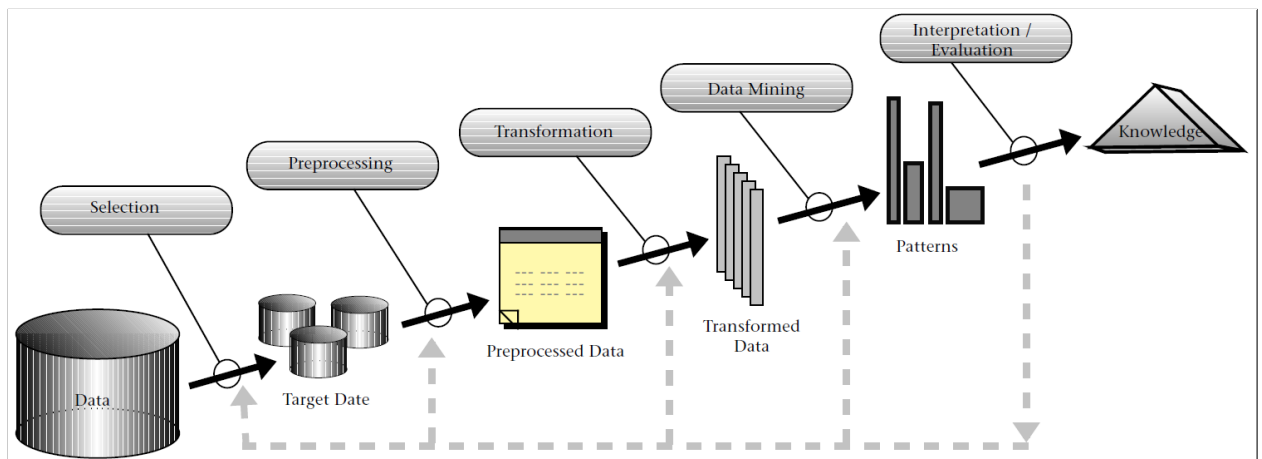 Interpretation /
Evaluation
Data Mining
Transformation
Preprocessing
Selection
Knowledge
Patterns
Transformed
Data
Preprocessed Data
Target Date
Data